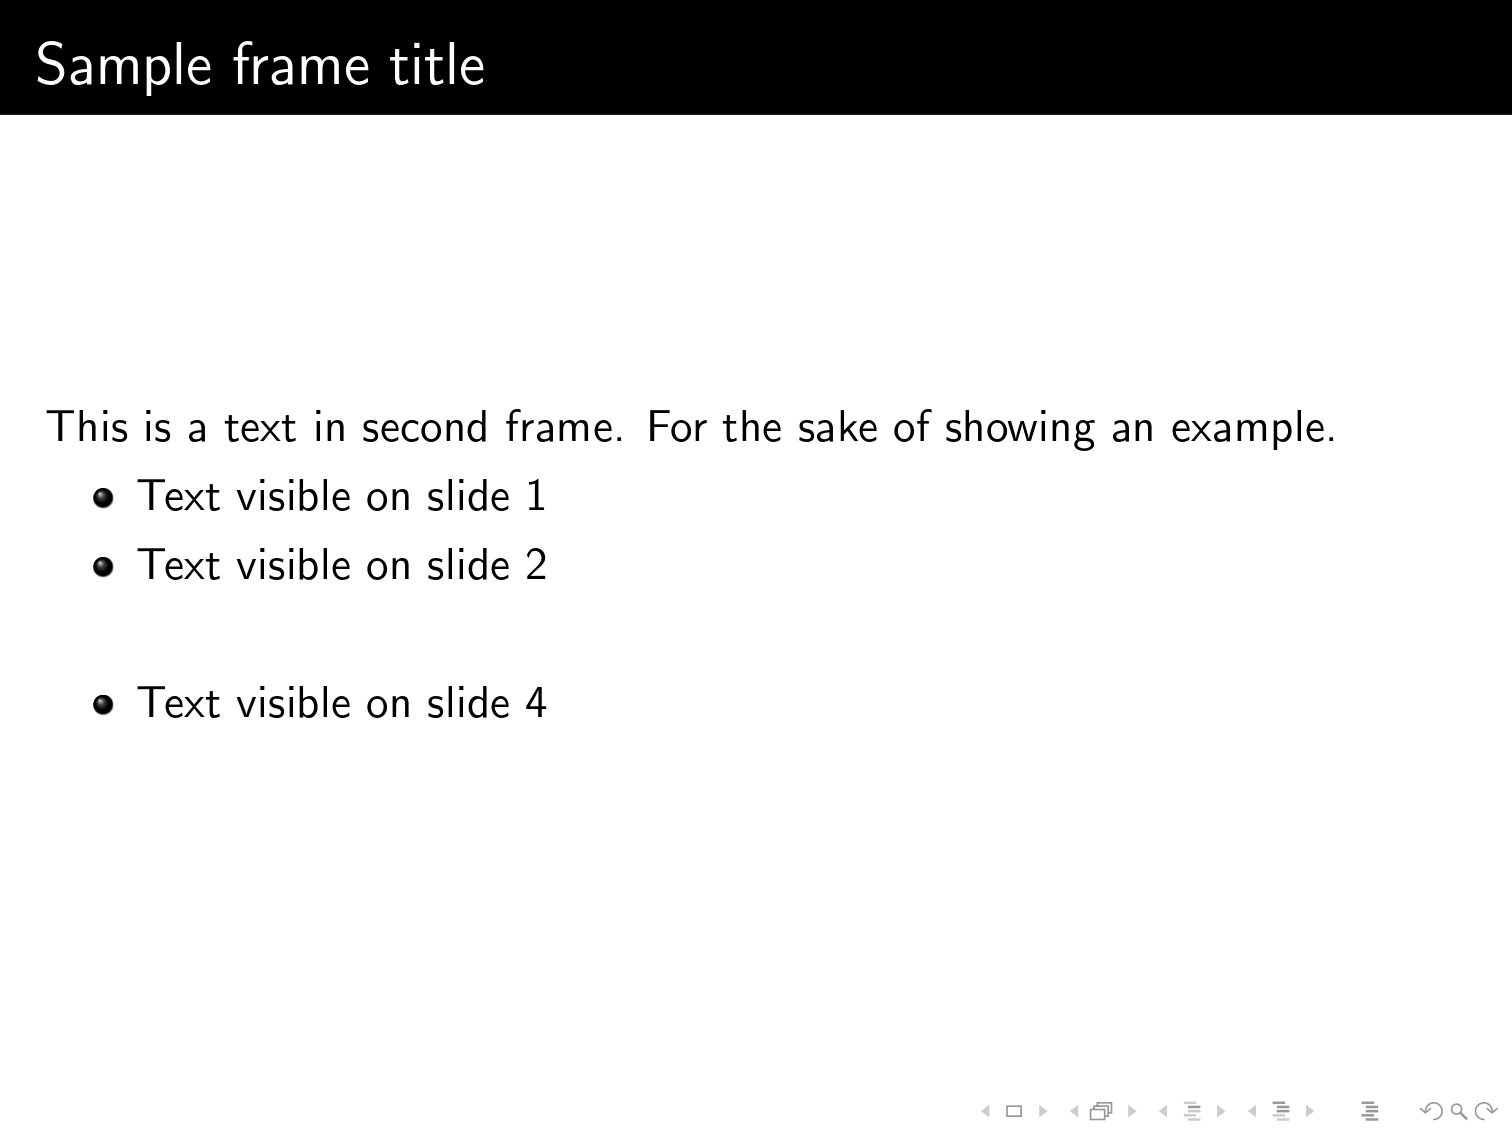 Sample frame title
This is a text in second frame. For the sake of showing an example.
Text visible on slide 1
Text visible on slide 2
Text visible on slide 4